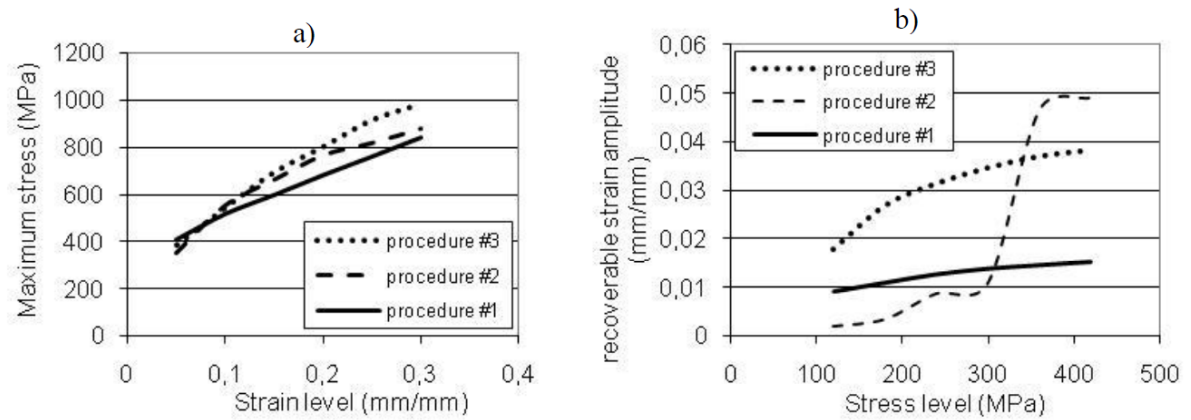 a)
Maximum stress (MPa)
1200
1000
800
600
400
200
0
procedure #3
procedure #2
procedure #1
0
0,1
0,2
0,3
0,4
Strain level (mm/mm)
b)
recoverable strain amplitude
(mm/mm)
0,06
0,05
0,04
0,03
0,02
0,01
0
procedure #3
procedure #2
procedure #1
0
100
200
300
400
500
Stress level (MPa)